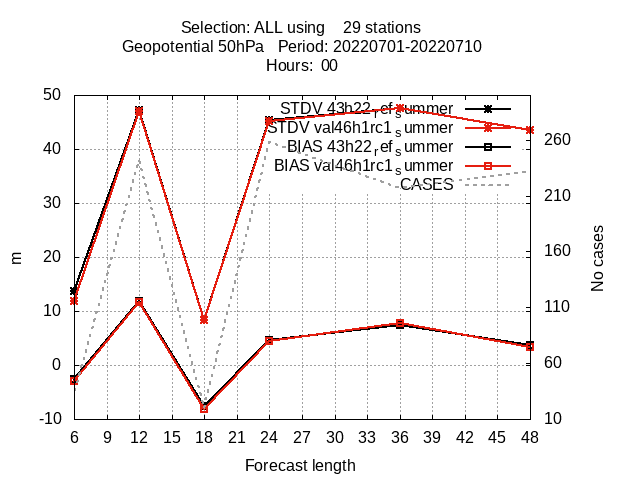 Selection: ALL using 29 stations
Geopotential 50hPa Period: 20220701-20220710
Hours: 00
50
40
30
20
10
0
-10
m
STDV 43h22_ref_summer
STDV val46h1rc1_summer
BIAS 43h22_ref_summer
BIAS val46h1rc1_summer
CASES
260
210
160
110
60
10
No cases
6 9 12 15 18 21 24 27 30 33 36 39 42 45 48
Forecast length